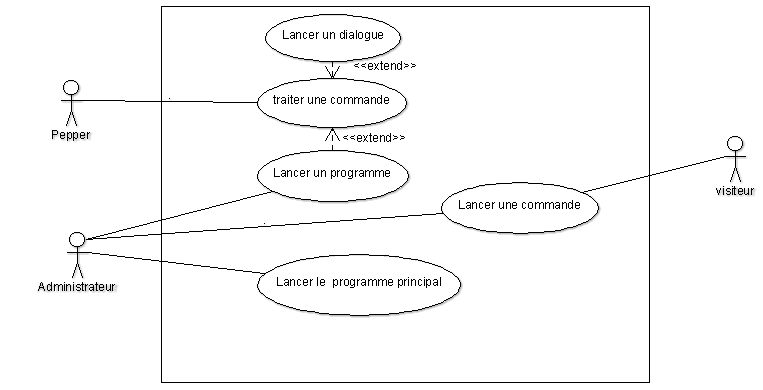 Lancer un dialogue
<<extend>>
traiter une commande
Pepper
<<extend>>
Lancer un programme
visiteur
Lancer une commande
Administrateur
Lancer le programme principal